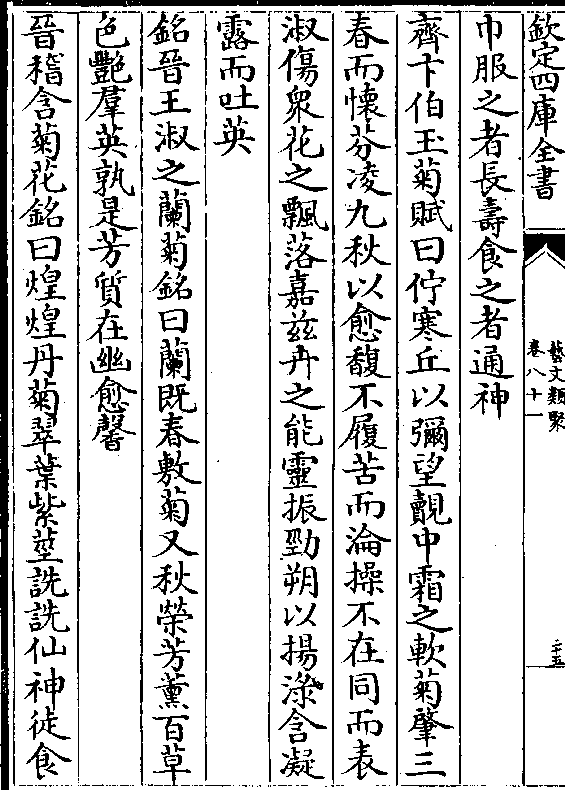 欽定四庫全書
藝文類聚
卷八十一
二十五
巾服之者長壽食之者通神
齊卞伯玉菊賦曰佇寒丘以彌望覿中霜之軟菊肇三
春而懷芬凌九秋以愈馥不履苦而淪操不在同而表
淑傷衆花之飄落嘉兹卉之能靈振勁朔以揚渌含凝
露而吐英
銘晉王淑之蘭菊銘曰蘭既春敷菊又秋榮芳薰百草
色艷羣英孰是芳質在幽愈馨
晉稽含菊花銘曰煌煌丹菊翠葉紫莖詵詵仙神徒食